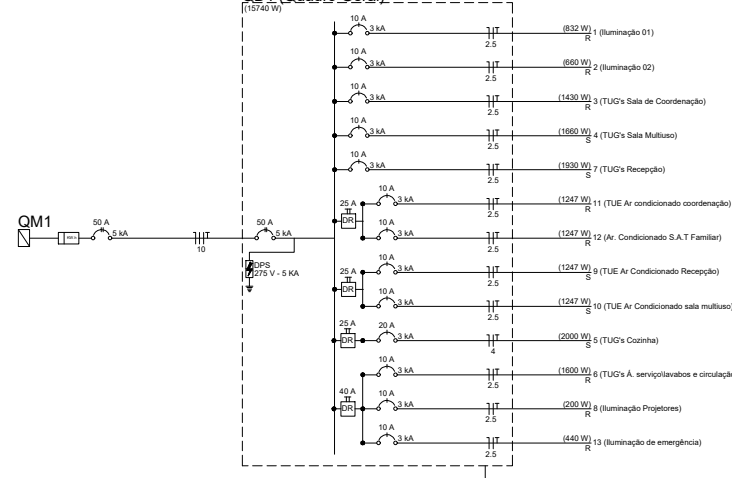 (15740 W)
10 A
3 kA
2.5
(832 W)
R
1 (Iluminação 01)
10 A
3 kA
2.5
(660 W)
R
2 (Iluminação 02)
10 A
3 kA
2.5
(1430 W)
R
3 (TUG's Sala de Coordenação)
10 A
3 kA
2.5
(1660 W)
S
4 (TUG's Sala Multiuso)
10 A
3 kA
2.5
(1930 W)
S
7 (TUG's Recepção)
QM1
50 A
5 kA
10
50 A
5 kA
DPS
275 V - 5 KA
25 A
DR
10 A
3 kA
2.5
(1247 W)
R
11 (TUE Ar condicionado coordenação)
10 A
3 kA
2.5
(1247 W)
R
12 (Ar. Condicionado S.A.T Familiar)
25 A
DR
10 A
3 kA
2.5
(1247 W)
S
9 (TUE Ar Condicionado Recepção)
10 A
3 kA
2.5
(1247 W)
S
10 (TUE Ar Condicionado sala multiuso)
25 A
DR
20 A
3 kA
4
(2000 W)
S
5 (TUG's Cozinha)
40 A
DR
10 A
3 kA
2.5
(1600 W)
R
6 (TUG's Á. serviço\lavabos e circulação
10 A
3 kA
2.5
(200 W)
R
8 (Iluminação Projetores)
10 A
3 kA
2.5
(440 W)
R
13 (Iluminação de emergência)